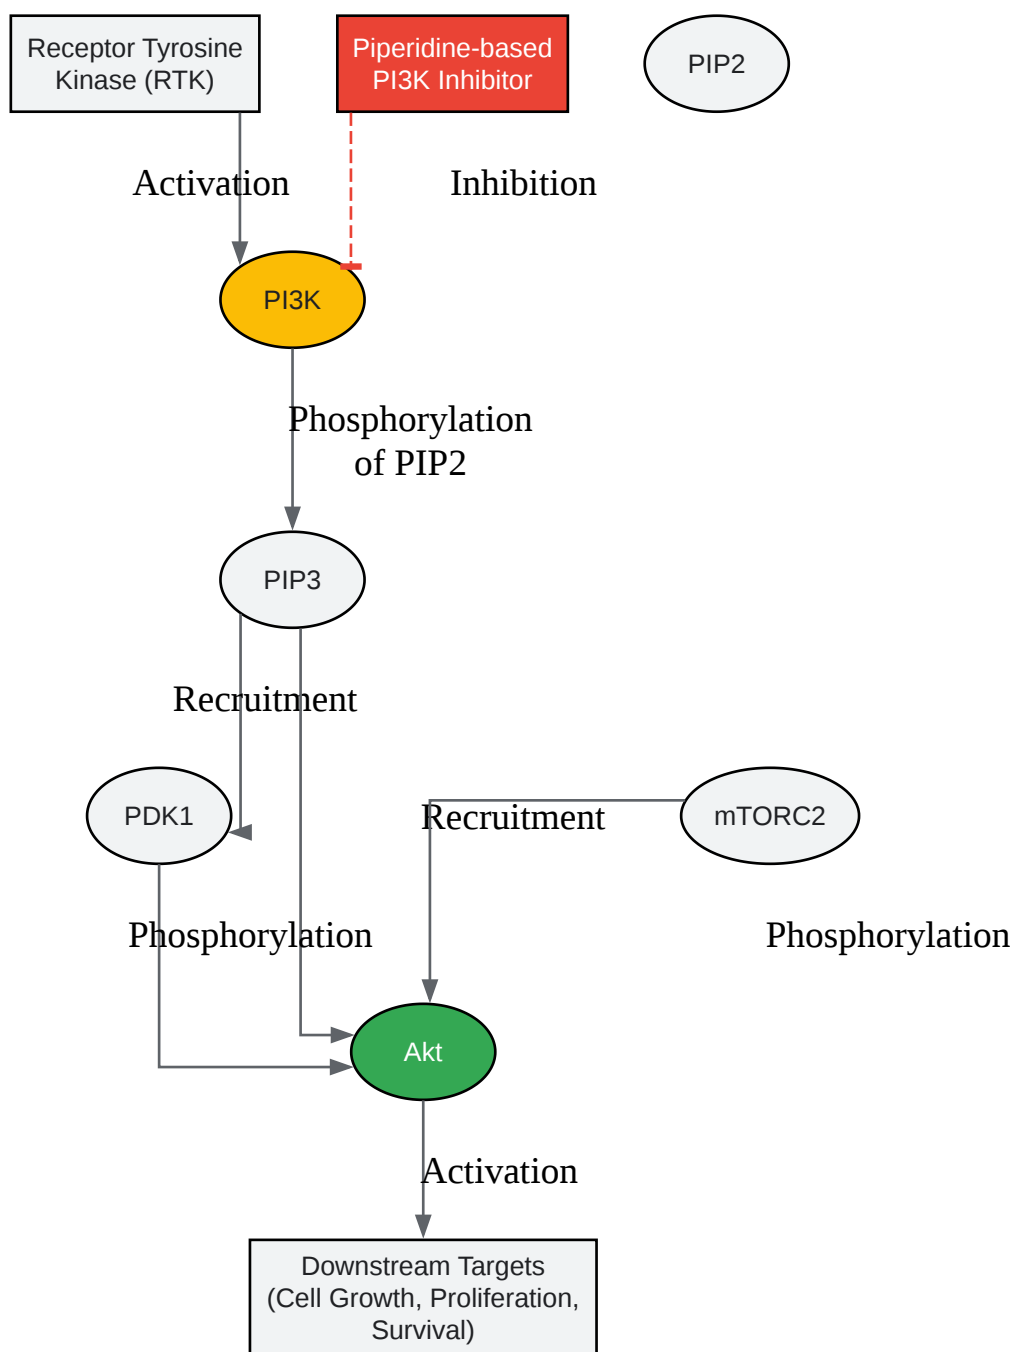 Receptor Tyrosine
Kinase (RTK)
Piperidine-based
PI3K Inhibitor
PIP2
Activation
Inhibition
PI3K
Phosphorylation
of PIP2
PIP3
Recruitment
PDK1
Recruitment
mTORC2
Phosphorylation
Phosphorylation
Akt
Activation
Downstream Targets
(Cell Growth, Proliferation,
Survival)